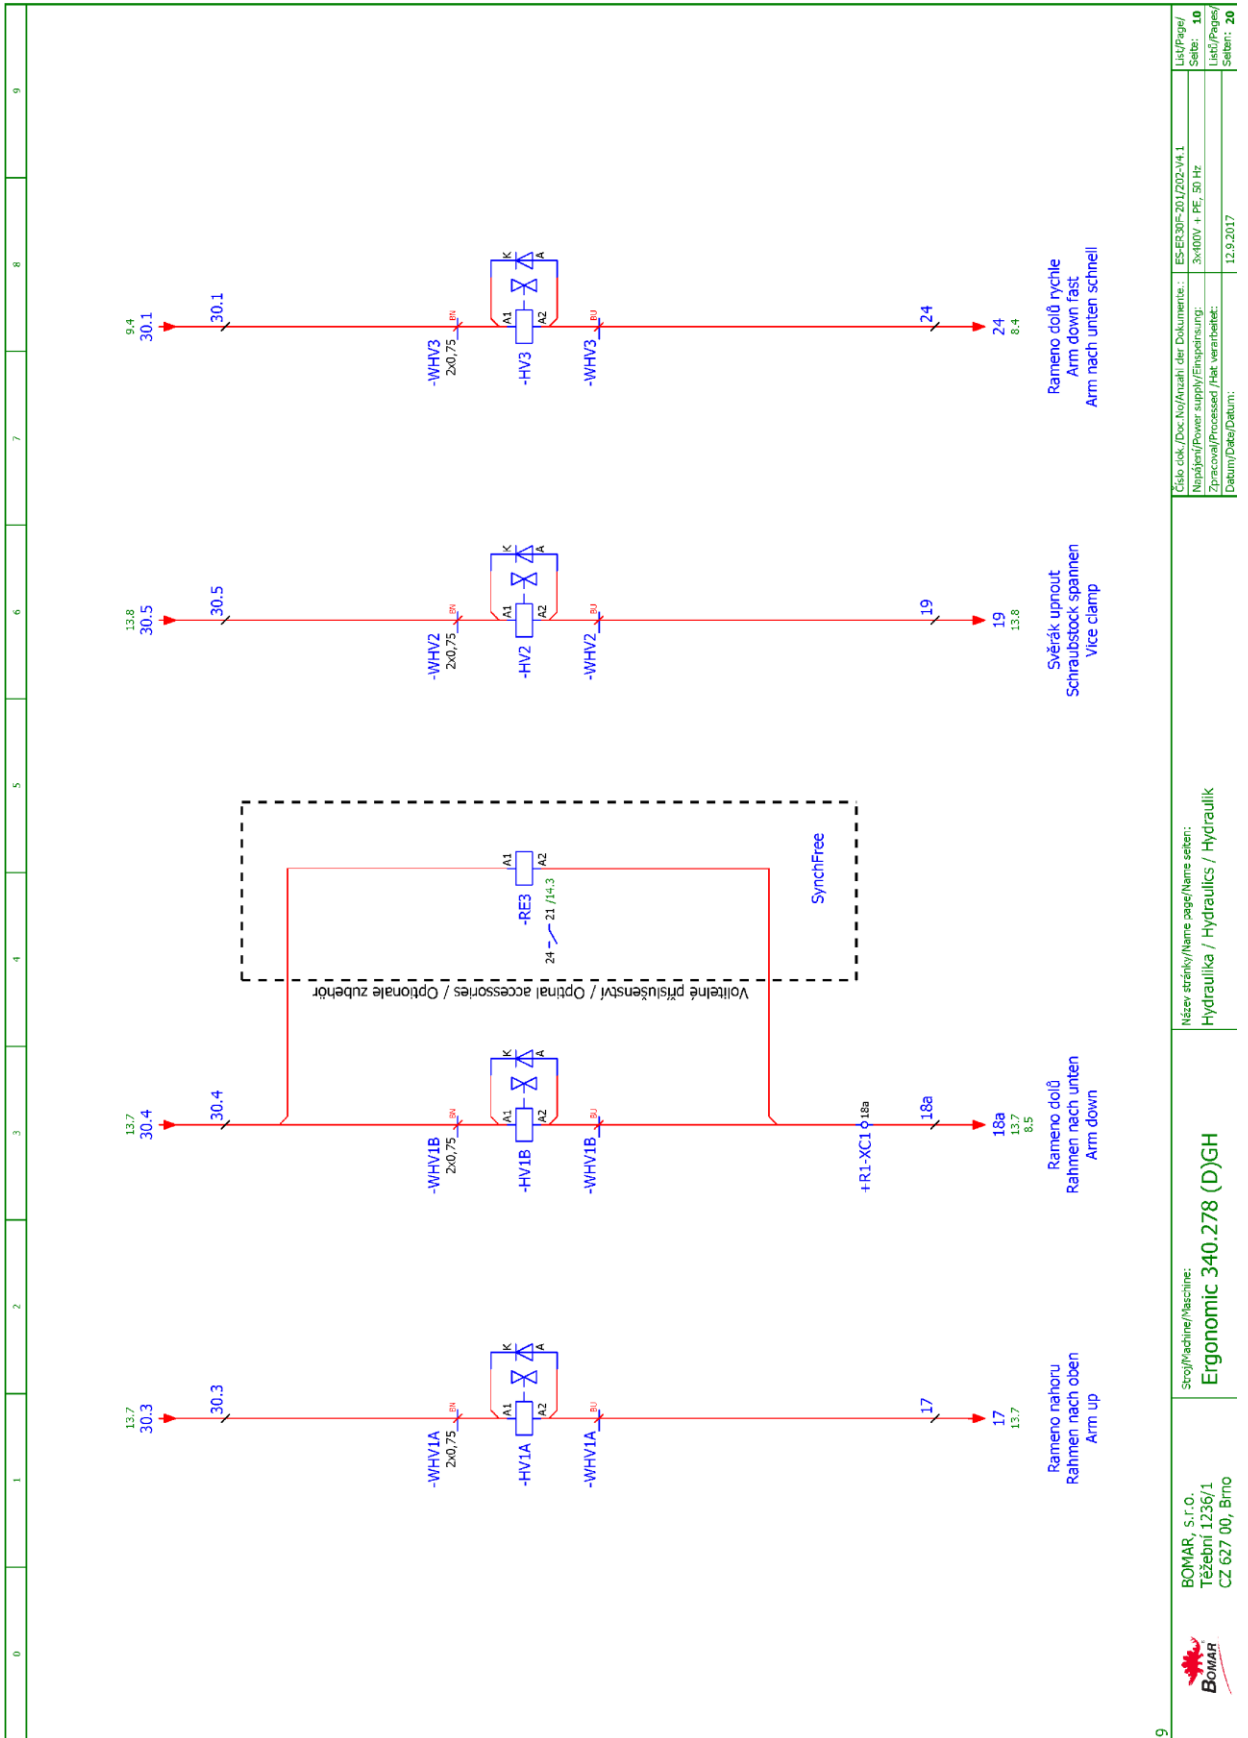 0 1 2 3 4 5 6 7 8 9
13.7 13.7 13.8 9.4
30.3 30.4 30.5 30.1
30.3 30.4 30.5 30.1
-WHV1A -WHV1B -WHV2 -WHV3
2x0,75 BN 2x0,75 BN 2x0,75 BN 2x0,75 BN
-HV1A A1 A2 K A
-HV1B A1 A2 K A
-RE3 A1 A2
24 21 /14.3
-HV2 A1 A2 K A
-HV3 A1 A2 K A
-WHV1A BU -WHV1B BU -WHV2 BU -WHV3 BU
Volitelné příslušenství / Optinal accessories / Optionale zubehör
SynchFree
+R1-XC1 18a
17 18a 19 24
17 18a 19 24
13.7 13.7 13.8 8.4
8.5
Rameno nahoru
Rahmen nach oben
Arm up
Rameno dolů
Rahmen nach unten
Arm down
Svěrák upnout
Schraubstock spannen
Vice clamp
Rameno dolů rychle
Arm down fast
Arm nach unten schnell
9
BOMAR
BOMAR, s.r.o.
Těžební 1236/1
CZ 627 00, Brno
Stroj/Machine/Maschine:
Ergonomic 340.278 (D)GH
Název stránky/Name page/Name seiten:
Hydraulika / Hydraulics / Hydraulik
Číslo dok./Doc.No/Anzahl der Dokumente.: ES-ER30F-201/202-V4.1
Napájení/Power supply/Einspeisung: 3x400V + PE, 50 Hz
Zpracoval/Processed /Hat verarbeitet:
Datum/Date/Datum: 12.9.2017
List/Page/
Seite: 10
Listů/Pages/
Seiten: 20